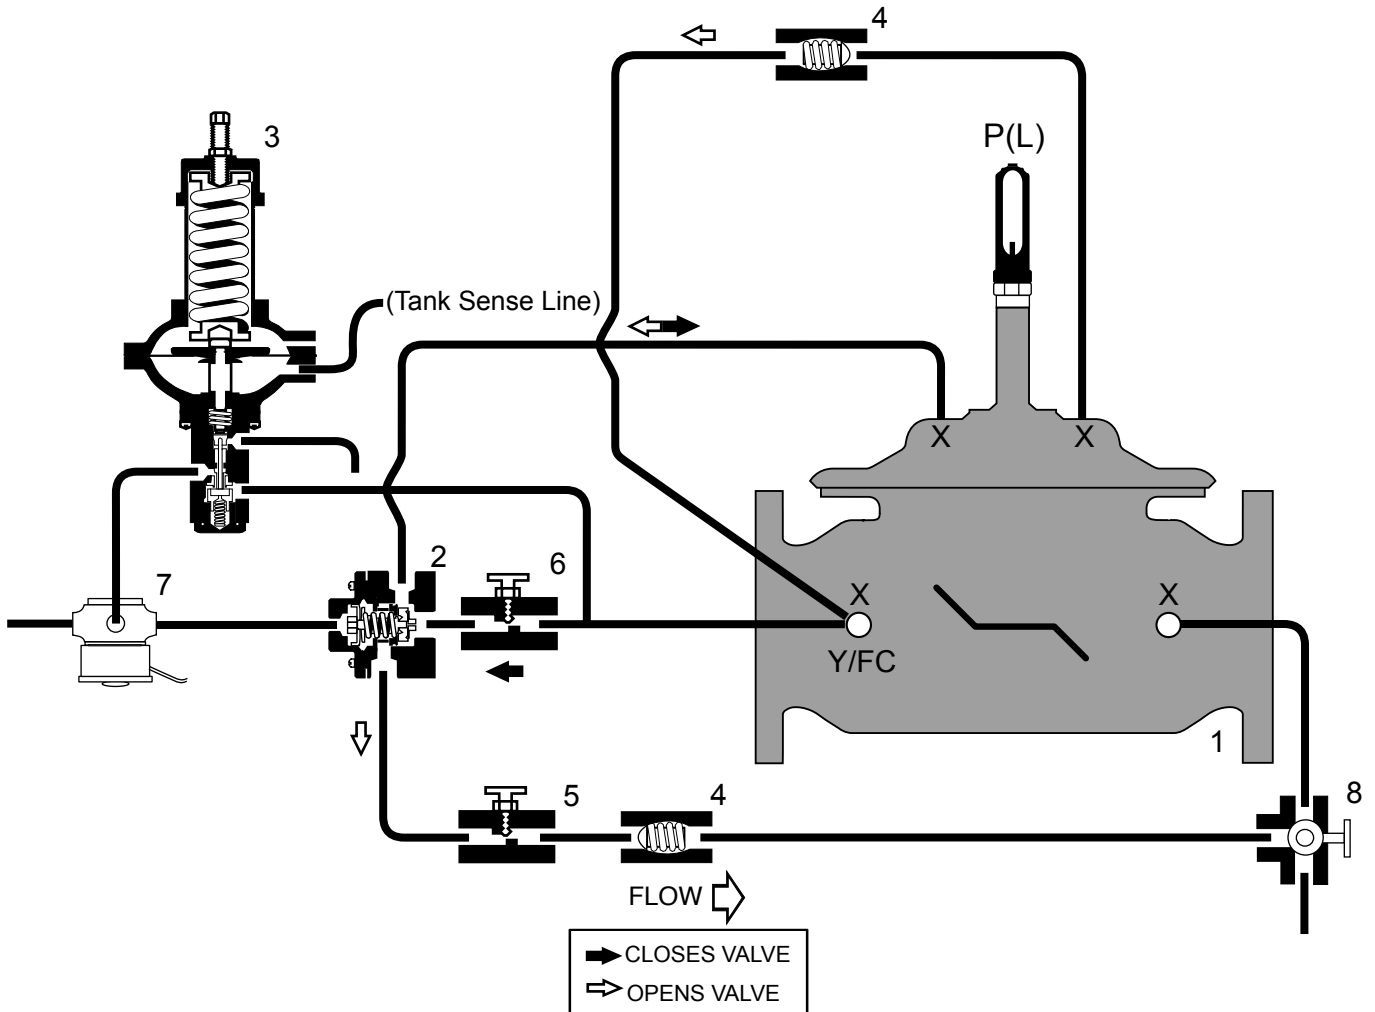 4
3
P(L)
(Tank Sense Line)
X
X
2
6
7
X
X
Y/FC
1
5
4
8
FLOW
CLOSES VALVE
OPENS VALVE